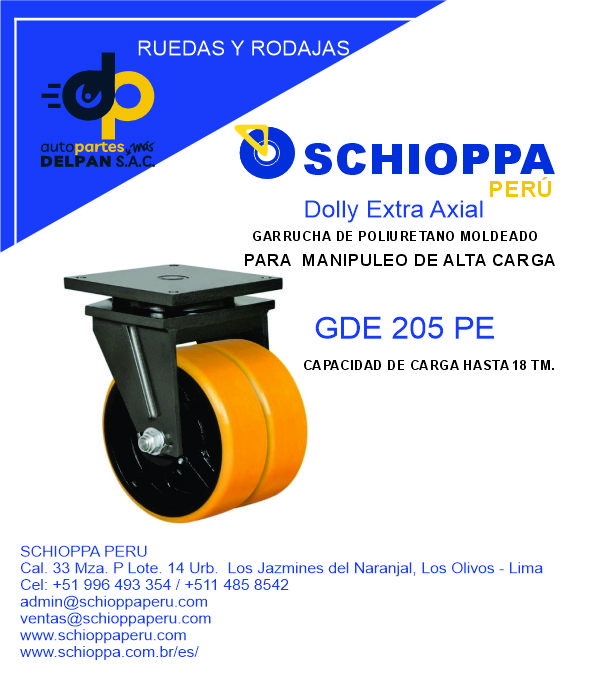 RUEDAS Y RODAJAS
dp
autopartes y más
DELPAN S.A.C.
SCHIOPPA
PERÚ
Dolly Extra Axial
GARRUCHA DE POLIURETANO MOLDEADO
PARA MANIPULEO DE ALTA CARGA
GDE 205 PE
CAPACIDAD DE CARGA HASTA 18 TM.
SCHIOPPA PERU
Cal. 33 Mza. P Lote. 14 Urb. Los Jazmines del Naranjal, Los Olivos - Lima
Cel: +51 996 493 354 / +511 485 8542
admin@schioppaperu.com
ventas@schioppaperu.com
www.schioppaperu.com
www.schioppa.com.br/es/